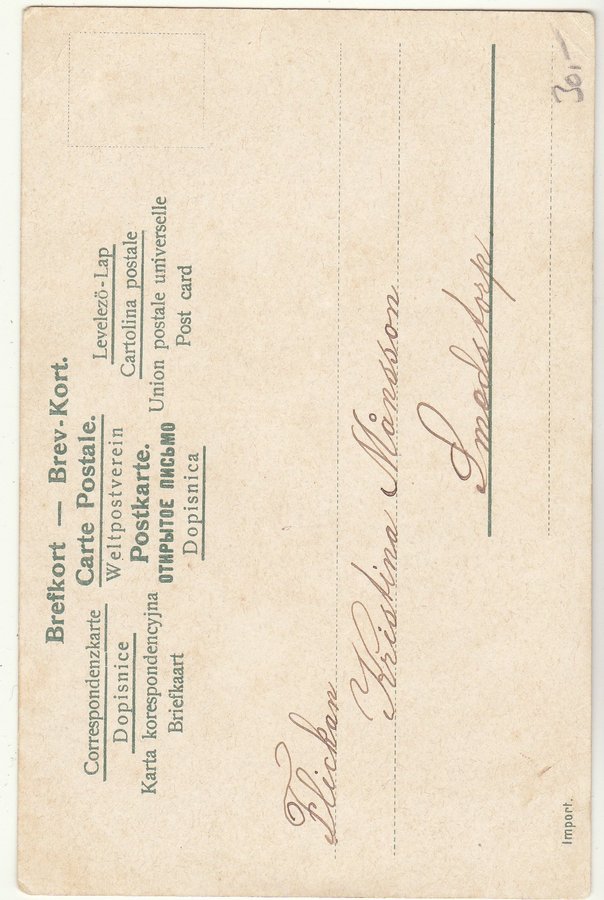 Brefkort — Brev-Kort.
Correspondenzkarte Carte Postale. Levelező-Lap
Dopisnice Weltpostverein Cartolina postale
Karta korespondencyjna Postkarte. Union postale universelle
Briefkaart ОТКРЫТОЕ ПИСЬМО Post card
Dopisnica
Flickan
Kristina Månsson
Smedstorp
Import.
30,-